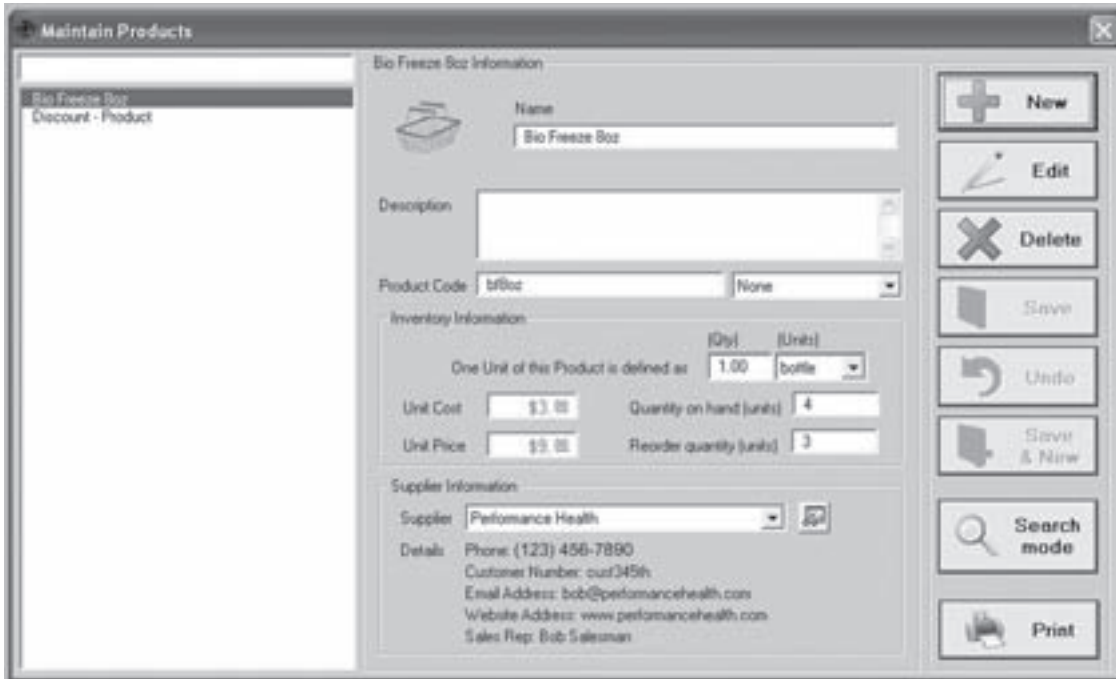 Maintain Products
Bio Freeze 8oz
Discount - Product
Bio Freeze 8oz Information
Name
Bio Freeze 8oz
Description
Product Code bf8oz None
Inventory Information
(Qty) (Units)
One Unit of this Product is defined as 1.00 bottle
Unit Cost Quantity on hand (units) 4
Unit Price Reorder quantity (units) 3
Supplier Information
Supplier Performance Health
Details Phone: (123) 456-7890
Customer Number: cust345th
Email Address: bob@performancehealth.com
Website Address: www.performancehealth.com
Sales Rep: Bob Salesman
New
Edit
Delete
Save
Undo
Save
& New
Search
mode
Print